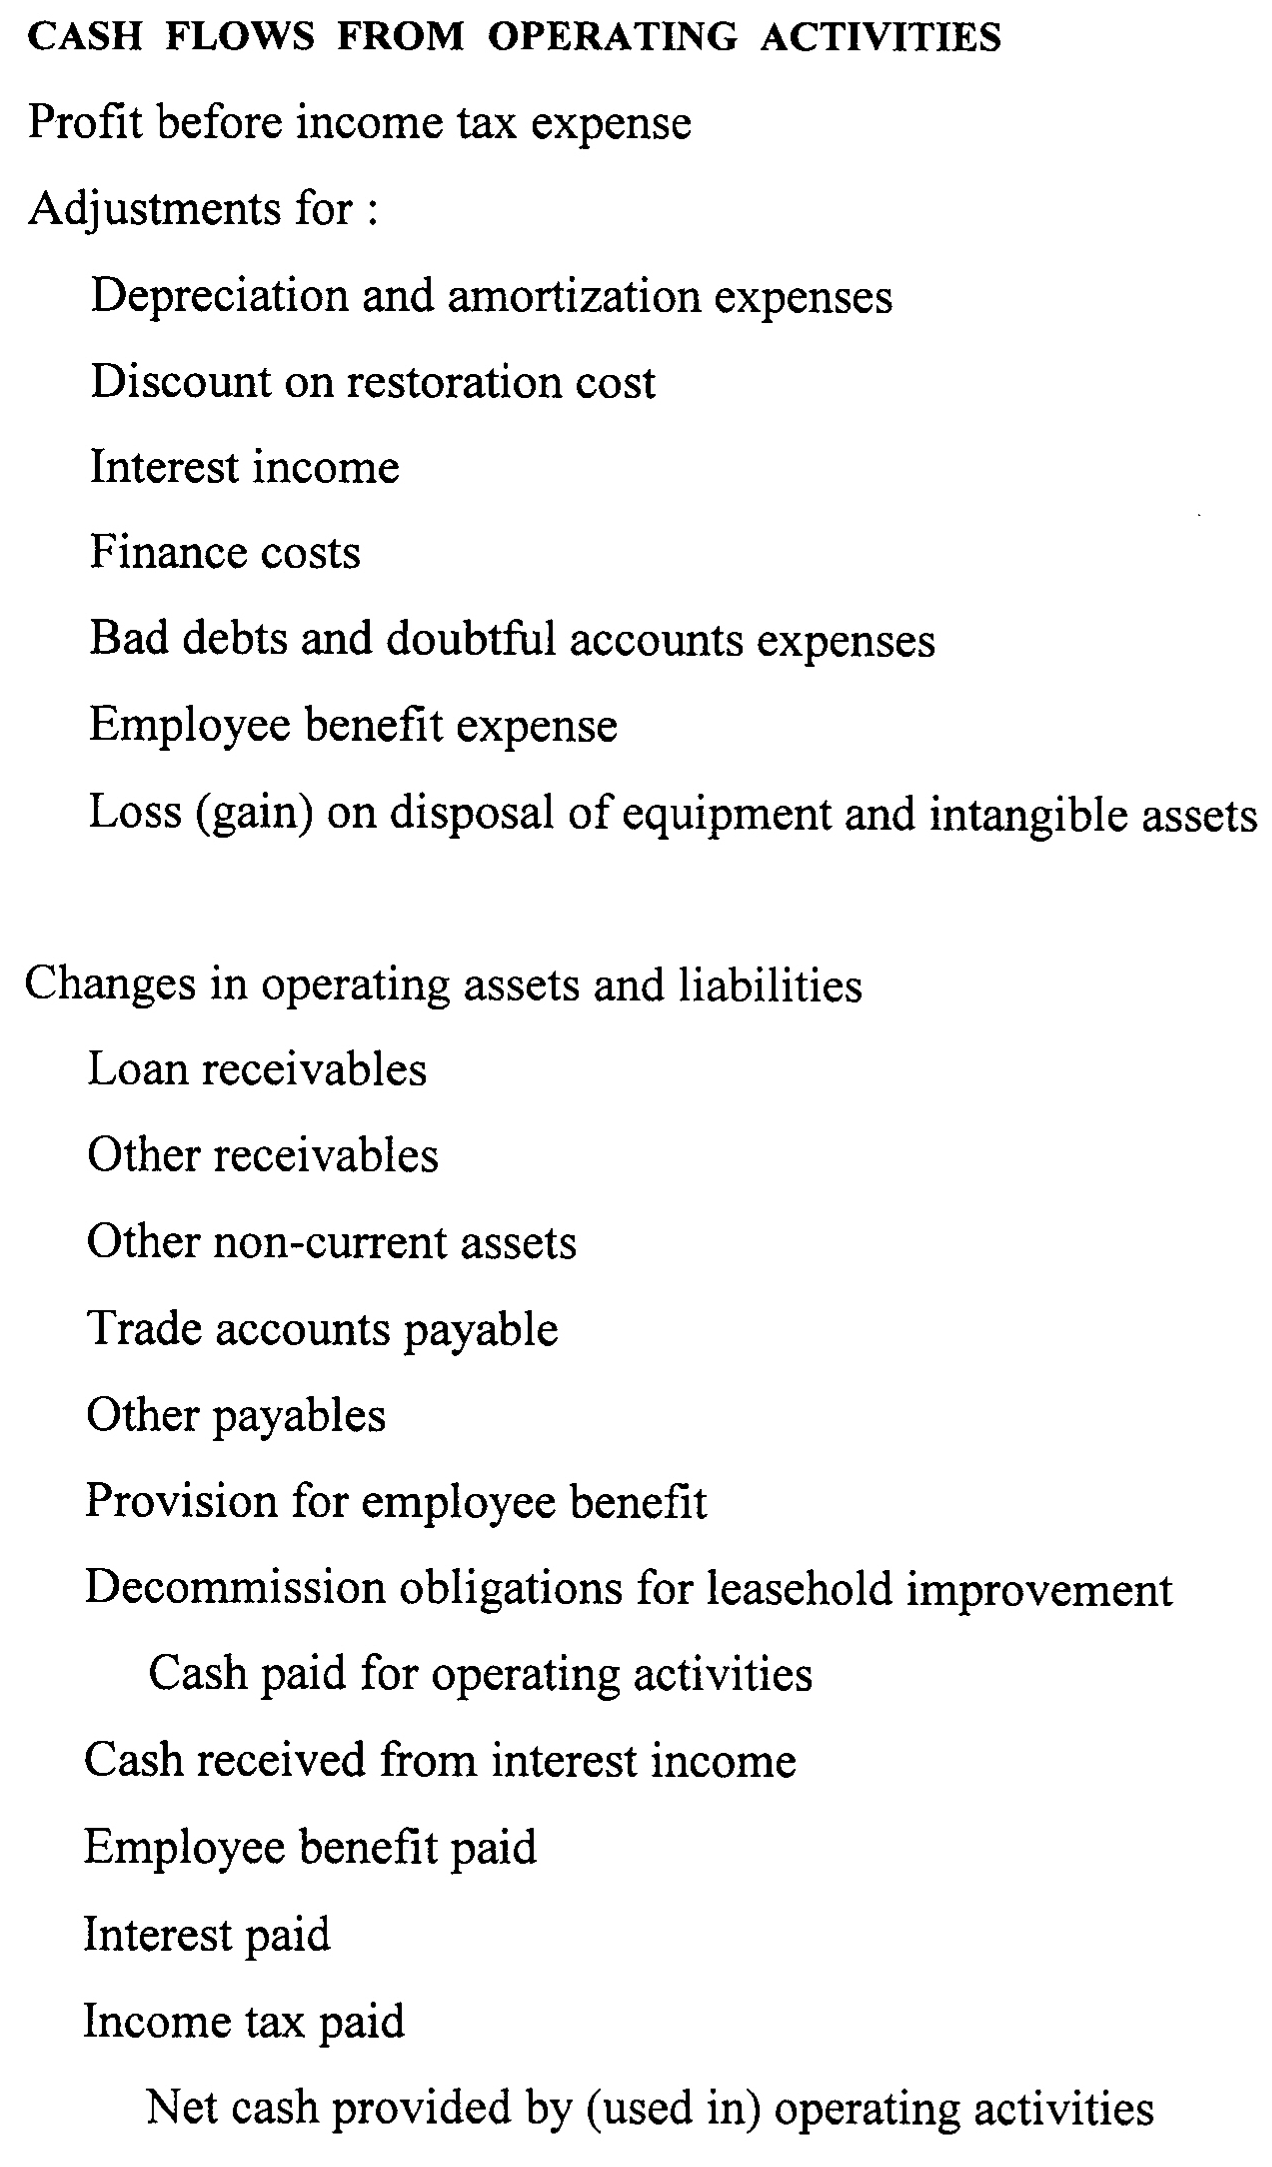 CASH FLOWS FROM OPERATING ACTIVITIES
Profit before income tax expense
Adjustments for :
Depreciation and amortization expenses
Discount on restoration cost
Interest income
Finance costs
Bad debts and doubtful accounts expenses
Employee benefit expense
Loss (gain) on disposal of equipment and intangible assets
Changes in operating assets and liabilities
Loan receivables
Other receivables
Other non-current assets
Trade accounts payable
Other payables
Provision for employee benefit
Decommission obligations for leasehold improvement
Cash paid for operating activities
Cash received from interest income
Employee benefit paid
Interest paid
Income tax paid
Net cash provided by (used in) operating activities